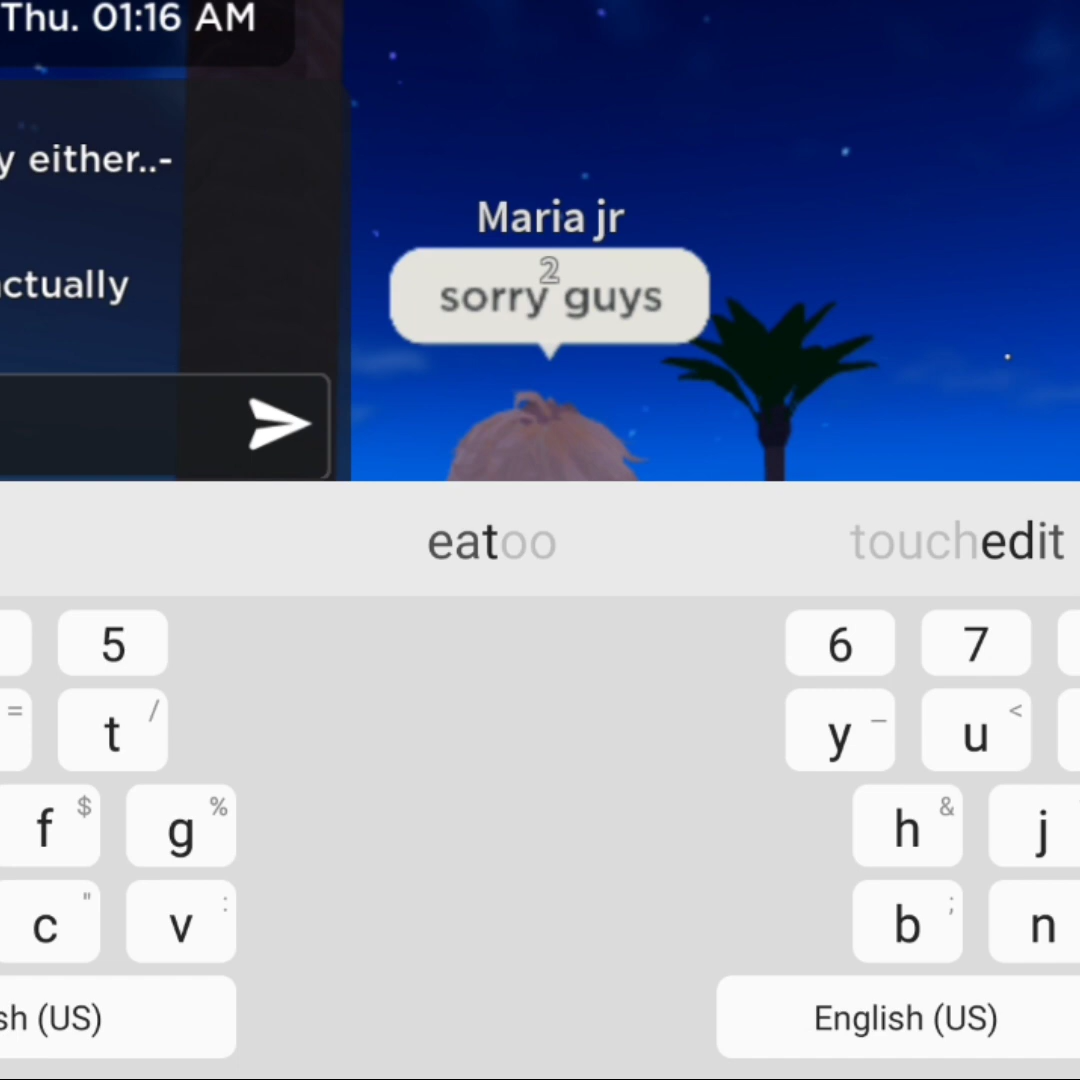 Thu. 01:16 AM
y either..-
ctually
Maria jr
2
sorry guys
eatoo
touchedit
5
6
7
=
t /
y _
u <
f $
g %
h &
j
c "
v :
b ;
n
sh (US)
English (US)